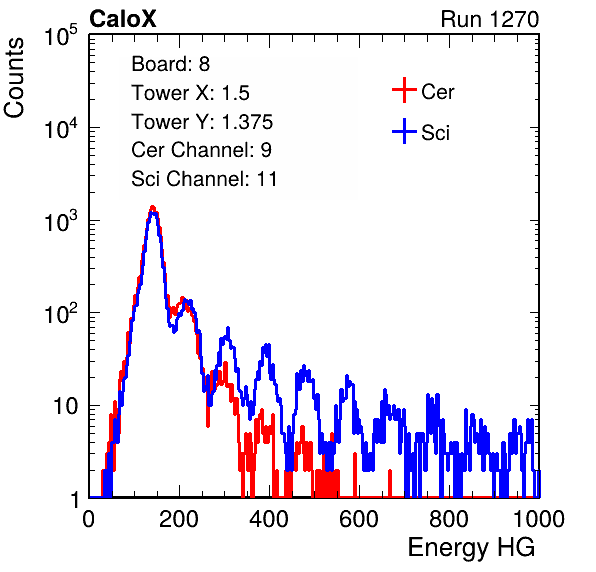 CaloX
Run 1270
Counts
10^5
10^4
10^3
10^2
10
1
Board: 8
Tower X: 1.5
Tower Y: 1.375
Cer Channel: 9
Sci Channel: 11
Cer
Sci
0 200 400 600 800 1000
Energy HG